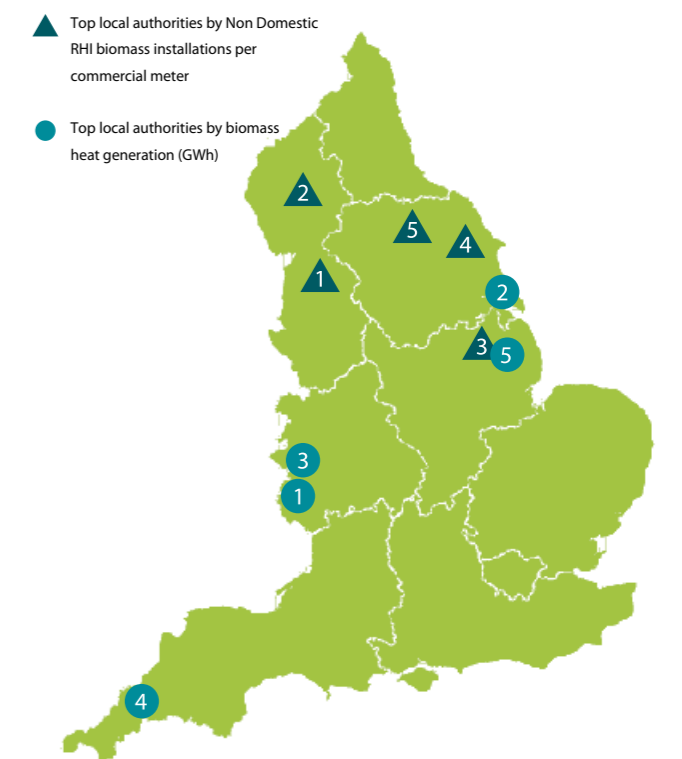 Top local authorities by Non Domestic
RHI biomass installations per
commercial meter
Top local authorities by biomass
heat generation (GWh)
2
5
4
1
2
3
5
3
1
4